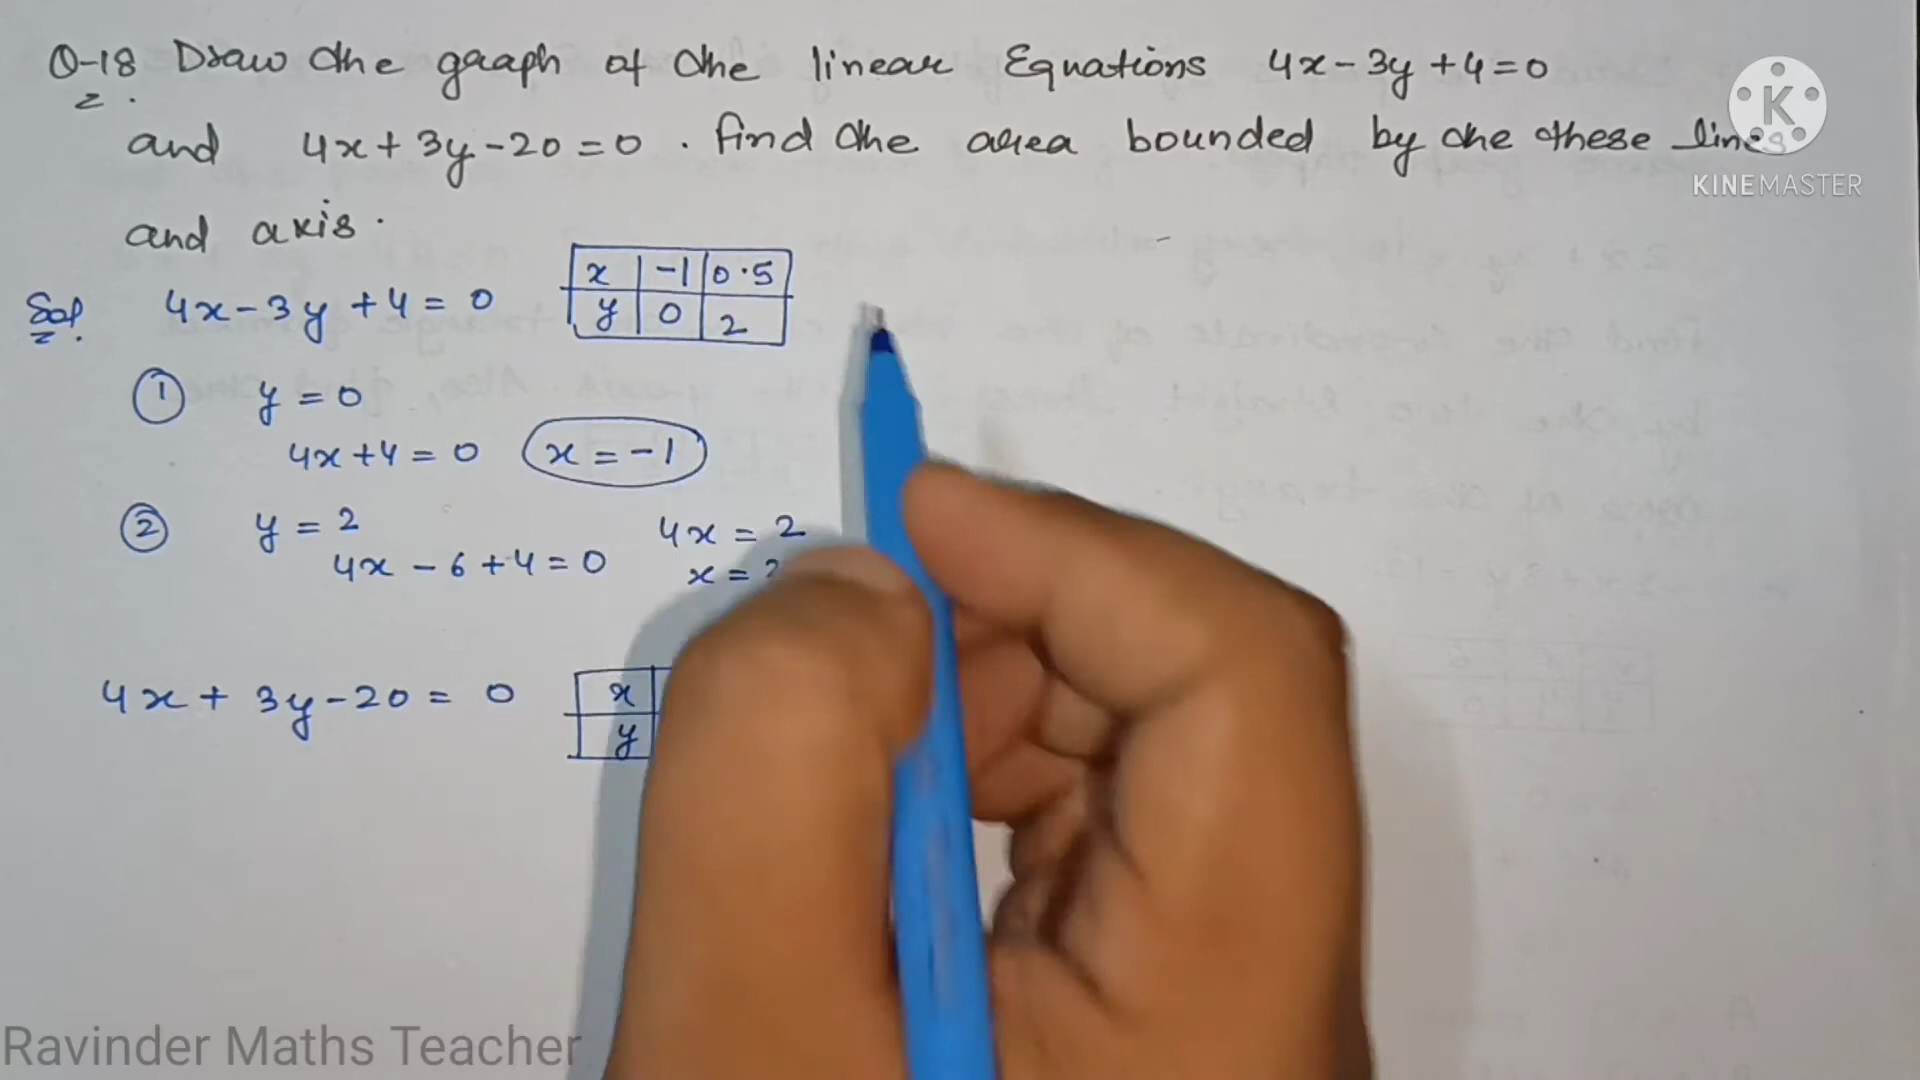 Q-18 Draw the graph of the linear Equations 4x-3y+4=0
and 4x+3y-20=0. find the area bounded by the these lines
and axis.
K
KINEMASTER
Sol. 4x-3y+4=0
x -1 0.5
y 0 2
① y=0
4x+4=0 x=-1
② y=2
4x-6+4=0
4x=2
x=
4x+3y-20=0
x
y
Ravinder Maths Teacher